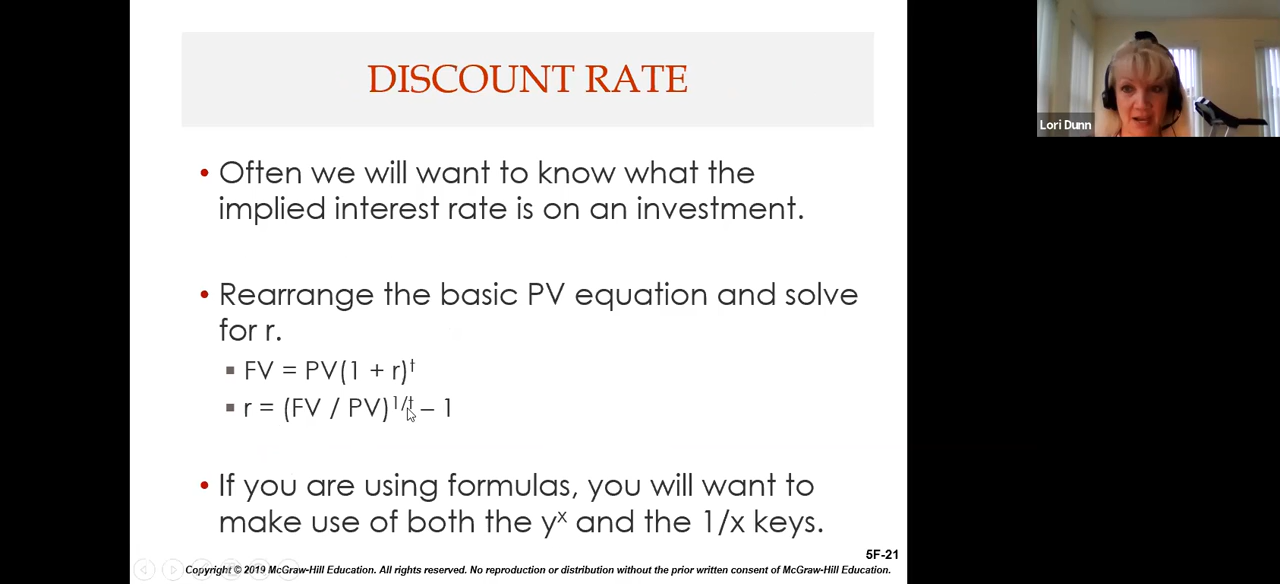 DISCOUNT RATE
Lori Dunn
• Often we will want to know what the
implied interest rate is on an investment.
• Rearrange the basic PV equation and solve
for r.
▪ FV = PV(1 + r)ᵗ
▪ r = (FV / PV)¹/ᵗ – 1
• If you are using formulas, you will want to
make use of both the yˣ and the 1/x keys.
5F-21
Copyright © 2019 McGraw-Hill Education. All rights reserved. No reproduction or distribution without the prior written consent of McGraw-Hill Education.